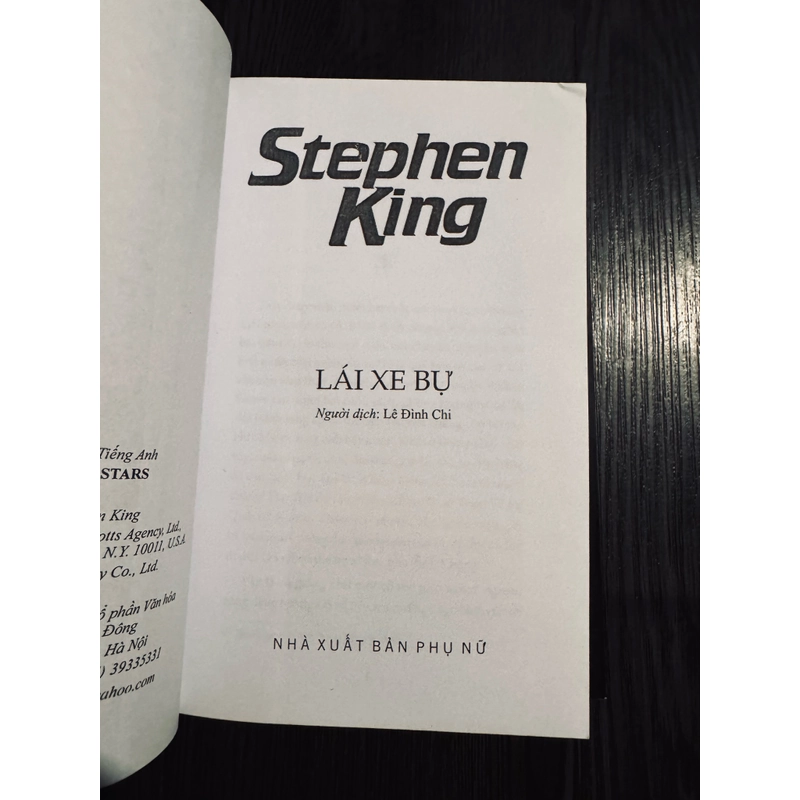 Tiếng Anh
STARS
King
otts Agency, Ltd.,
N.Y. 10011, U.S.A
Co., Ltd.
phần Văn hóa
Đông
Hà Nội
39335331
ahoo.com
Stephen
King
LÁI XE BỰ
Người dịch: Lê Đình Chi
NHÀ XUẤT BẢN PHỤ NỮ